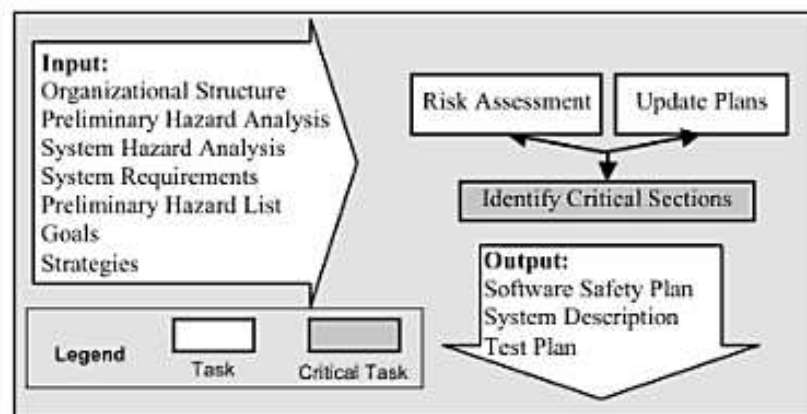 Input:
Organizational Structure
Preliminary Hazard Analysis
System Hazard Analysis
System Requirements
Preliminary Hazard List
Goals
Strategies
Risk Assessment
Update Plans
Identify Critical Sections
Output:
Software Safety Plan
System Description
Test Plan
Legend
Task
Critical Task